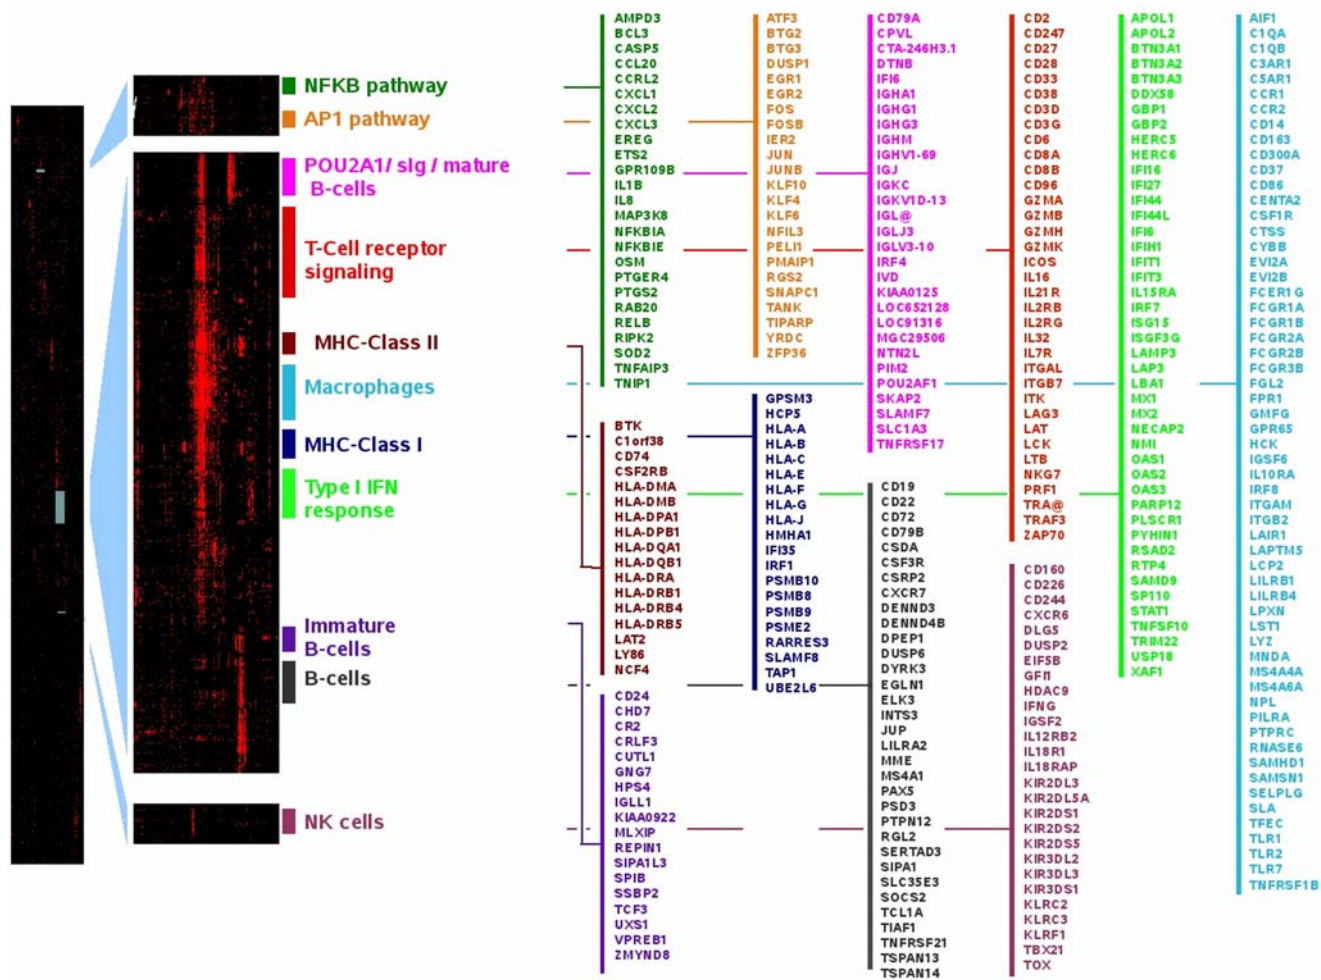 NFKB pathway
AP1 pathway
POU2A1/ sIg / mature
B-cells
T-Cell receptor
signaling
MHC-Class II
Macrophages
MHC-Class I
Type I IFN
response
Immature
B-cells
B-cells
NK cells
AMPD3
BCL3
CASP5
CCL20
CCRL2
CXCL1
CXCL2
CXCL3
EREG
ETS2
GPR109B
IL1B
IL8
MAP3K8
NFKBIA
NFKBIE
OSM
PTGER4
PTGS2
RAB20
RELB
RIPK2
SOD2
TNFAIP3
TNIP1
BTK
C1orf38
CD74
CSF2RB
HLA-DMA
HLA-DMB
HLA-DPA1
HLA-DPB1
HLA-DQA1
HLA-DQB1
HLA-DRA
HLA-DRB1
HLA-DRB4
HLA-DRB5
LAT2
LY86
NCF4
CD24
CHD7
CR2
CRLF3
CUTL1
GNG7
HPS4
IGLL1
KIAA0922
MLXIP
REPIN1
SIPA1L3
SPIB
SSBP2
TCF3
UXS1
VPREB1
ZMYND8
ATF3
BTG2
BTG3
DUSP1
EGR1
EGR2
FOS
FOSB
IER2
JUN
JUNB
KLF10
KLF4
KLF6
NFIL3
PELI1
PMAIP1
RGS2
SNAPC1
TANK
TIPARP
YRDC
ZFP36
GPSM3
HCP5
HLA-A
HLA-B
HLA-C
HLA-E
HLA-F
HLA-G
HLA-J
HMHA1
IFI35
IRF1
PSMB10
PSMB8
PSMB9
PSME2
RARRES3
SLAMF8
TAP1
UBE2L6
CD79A
CPVL
CTA-246H3.1
DTNB
IFI6
IGHA1
IGHG1
IGHG3
IGHM
IGHV1-69
IGJ
IGKC
IGKV1D-13
IGL@
IGLJ3
IGLV3-10
IRF4
IVD
KIAA0125
LOC652128
LOC91316
MGC29506
NTN2L
PIM2
POU2AF1
SKAP2
SLAMF7
SLC1A3
TNFRSF17
CD19
CD22
CD72
CD79B
CSDA
CSF3R
CSRP2
CXCR7
DENND3
DENND4B
DPEP1
DUSP6
DYRK3
EGLN1
ELK3
INTS3
JUP
LILRA2
MME
MS4A1
PAX5
PSD3
PTPN12
RGL2
SERTAD3
SIPA1
SLC35E3
SOCS2
TCL1A
TIAF1
TNFRSF21
TSPAN13
TSPAN14
CD2
CD247
CD27
CD28
CD33
CD38
CD3D
CD3G
CD6
CD8A
CD8B
CD96
GZMA
GZMB
GZMH
GZMK
ICOS
IL16
IL21R
IL2RB
IL2RG
IL32
IL7R
ITGAL
ITGB7
ITK
LAG3
LAT
LCK
LTB
NKG7
PRF1
TRA@
TRAF3
ZAP70
CD160
CD226
CD244
CXCR6
DLG5
DUSP2
EIF5B
GFI1
HDAC9
IFNG
IGSF2
IL12RB2
IL18R1
IL18RAP
KIR2DL3
KIR2DL5A
KIR2DS1
KIR2DS2
KIR2DS5
KIR3DL2
KIR3DL3
KIR3DS1
KLRC2
KLRC3
KLRF1
TBX21
TOX
APOL1
APOL2
BTN3A1
BTN3A2
BTN3A3
DDX58
GBP1
GBP2
HERC5
HERC6
IFI16
IFI27
IFI44
IFI44L
IFI6
IFIH1
IFIT1
IFIT3
IL15RA
IRF7
ISG15
ISGF3G
LAMP3
LAP3
LBA1
MX1
MX2
NECAP2
NMI
OAS1
OAS2
OAS3
PARP12
PLSCR1
PYHIN1
RSAD2
RTP4
SAMD9
SP110
STAT1
TNFSF10
TRIM22
USP18
XAF1
AIF1
C1QA
C1QB
C3AR1
C5AR1
CCR1
CCR2
CD14
CD163
CD300A
CD37
CD86
CENTA2
CSF1R
CTSS
CYBB
EVI2A
EVI2B
FCER1G
FCGR1A
FCGR1B
FCGR2A
FCGR2B
FCGR3B
FGL2
FPR1
GMFG
GPR65
HCK
IGSF6
IL10RA
IRF8
ITGAM
ITGB2
LAIR1
LAPTM5
LCP2
LILRB1
LILRB4
LPXN
LST1
LYZ
MNDA
MS4A4A
MS4A6A
NPL
PILRA
PTPRC
RNASE6
SAMHD1
SAMSN1
SELPLG
SLA
TFEC
TLR1
TLR2
TLR7
TNFRSF1B